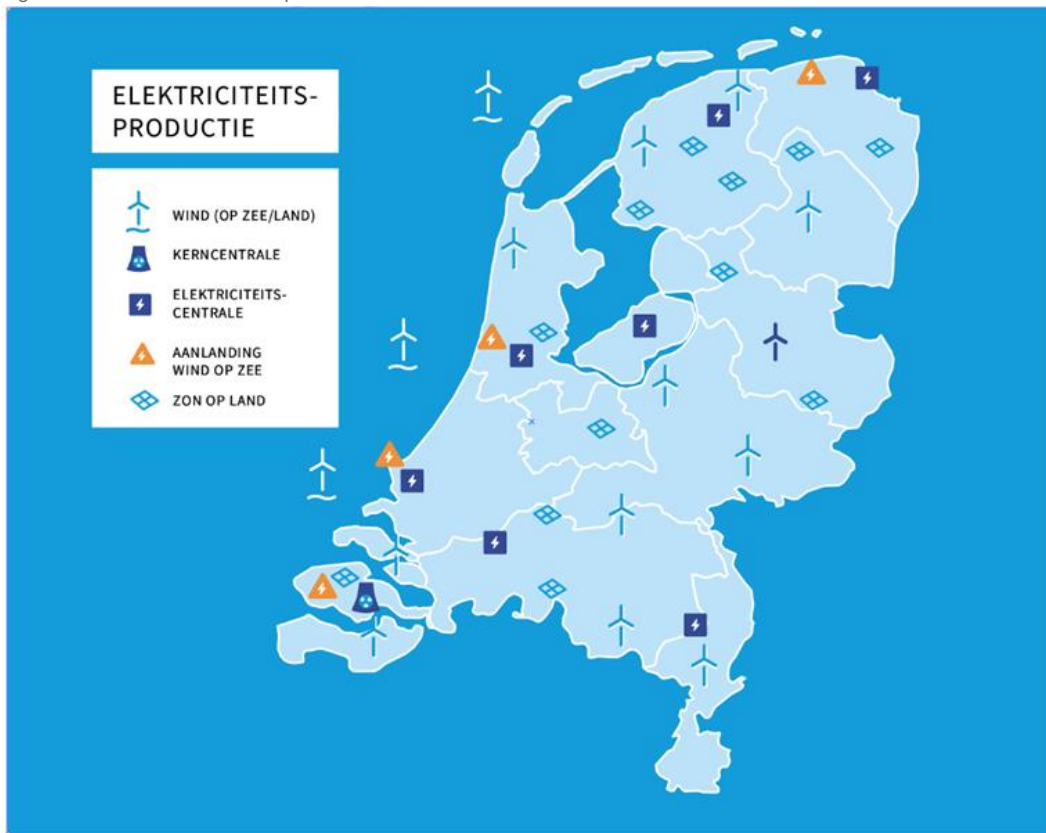 ELEKTRICITEITS-
PRODUCTIE
WIND (OP ZEE/LAND)
KERNCENTRALE
ELEKTRICITEITS-
CENTRALE
AANLANDING
WIND OP ZEE
ZON OP LAND